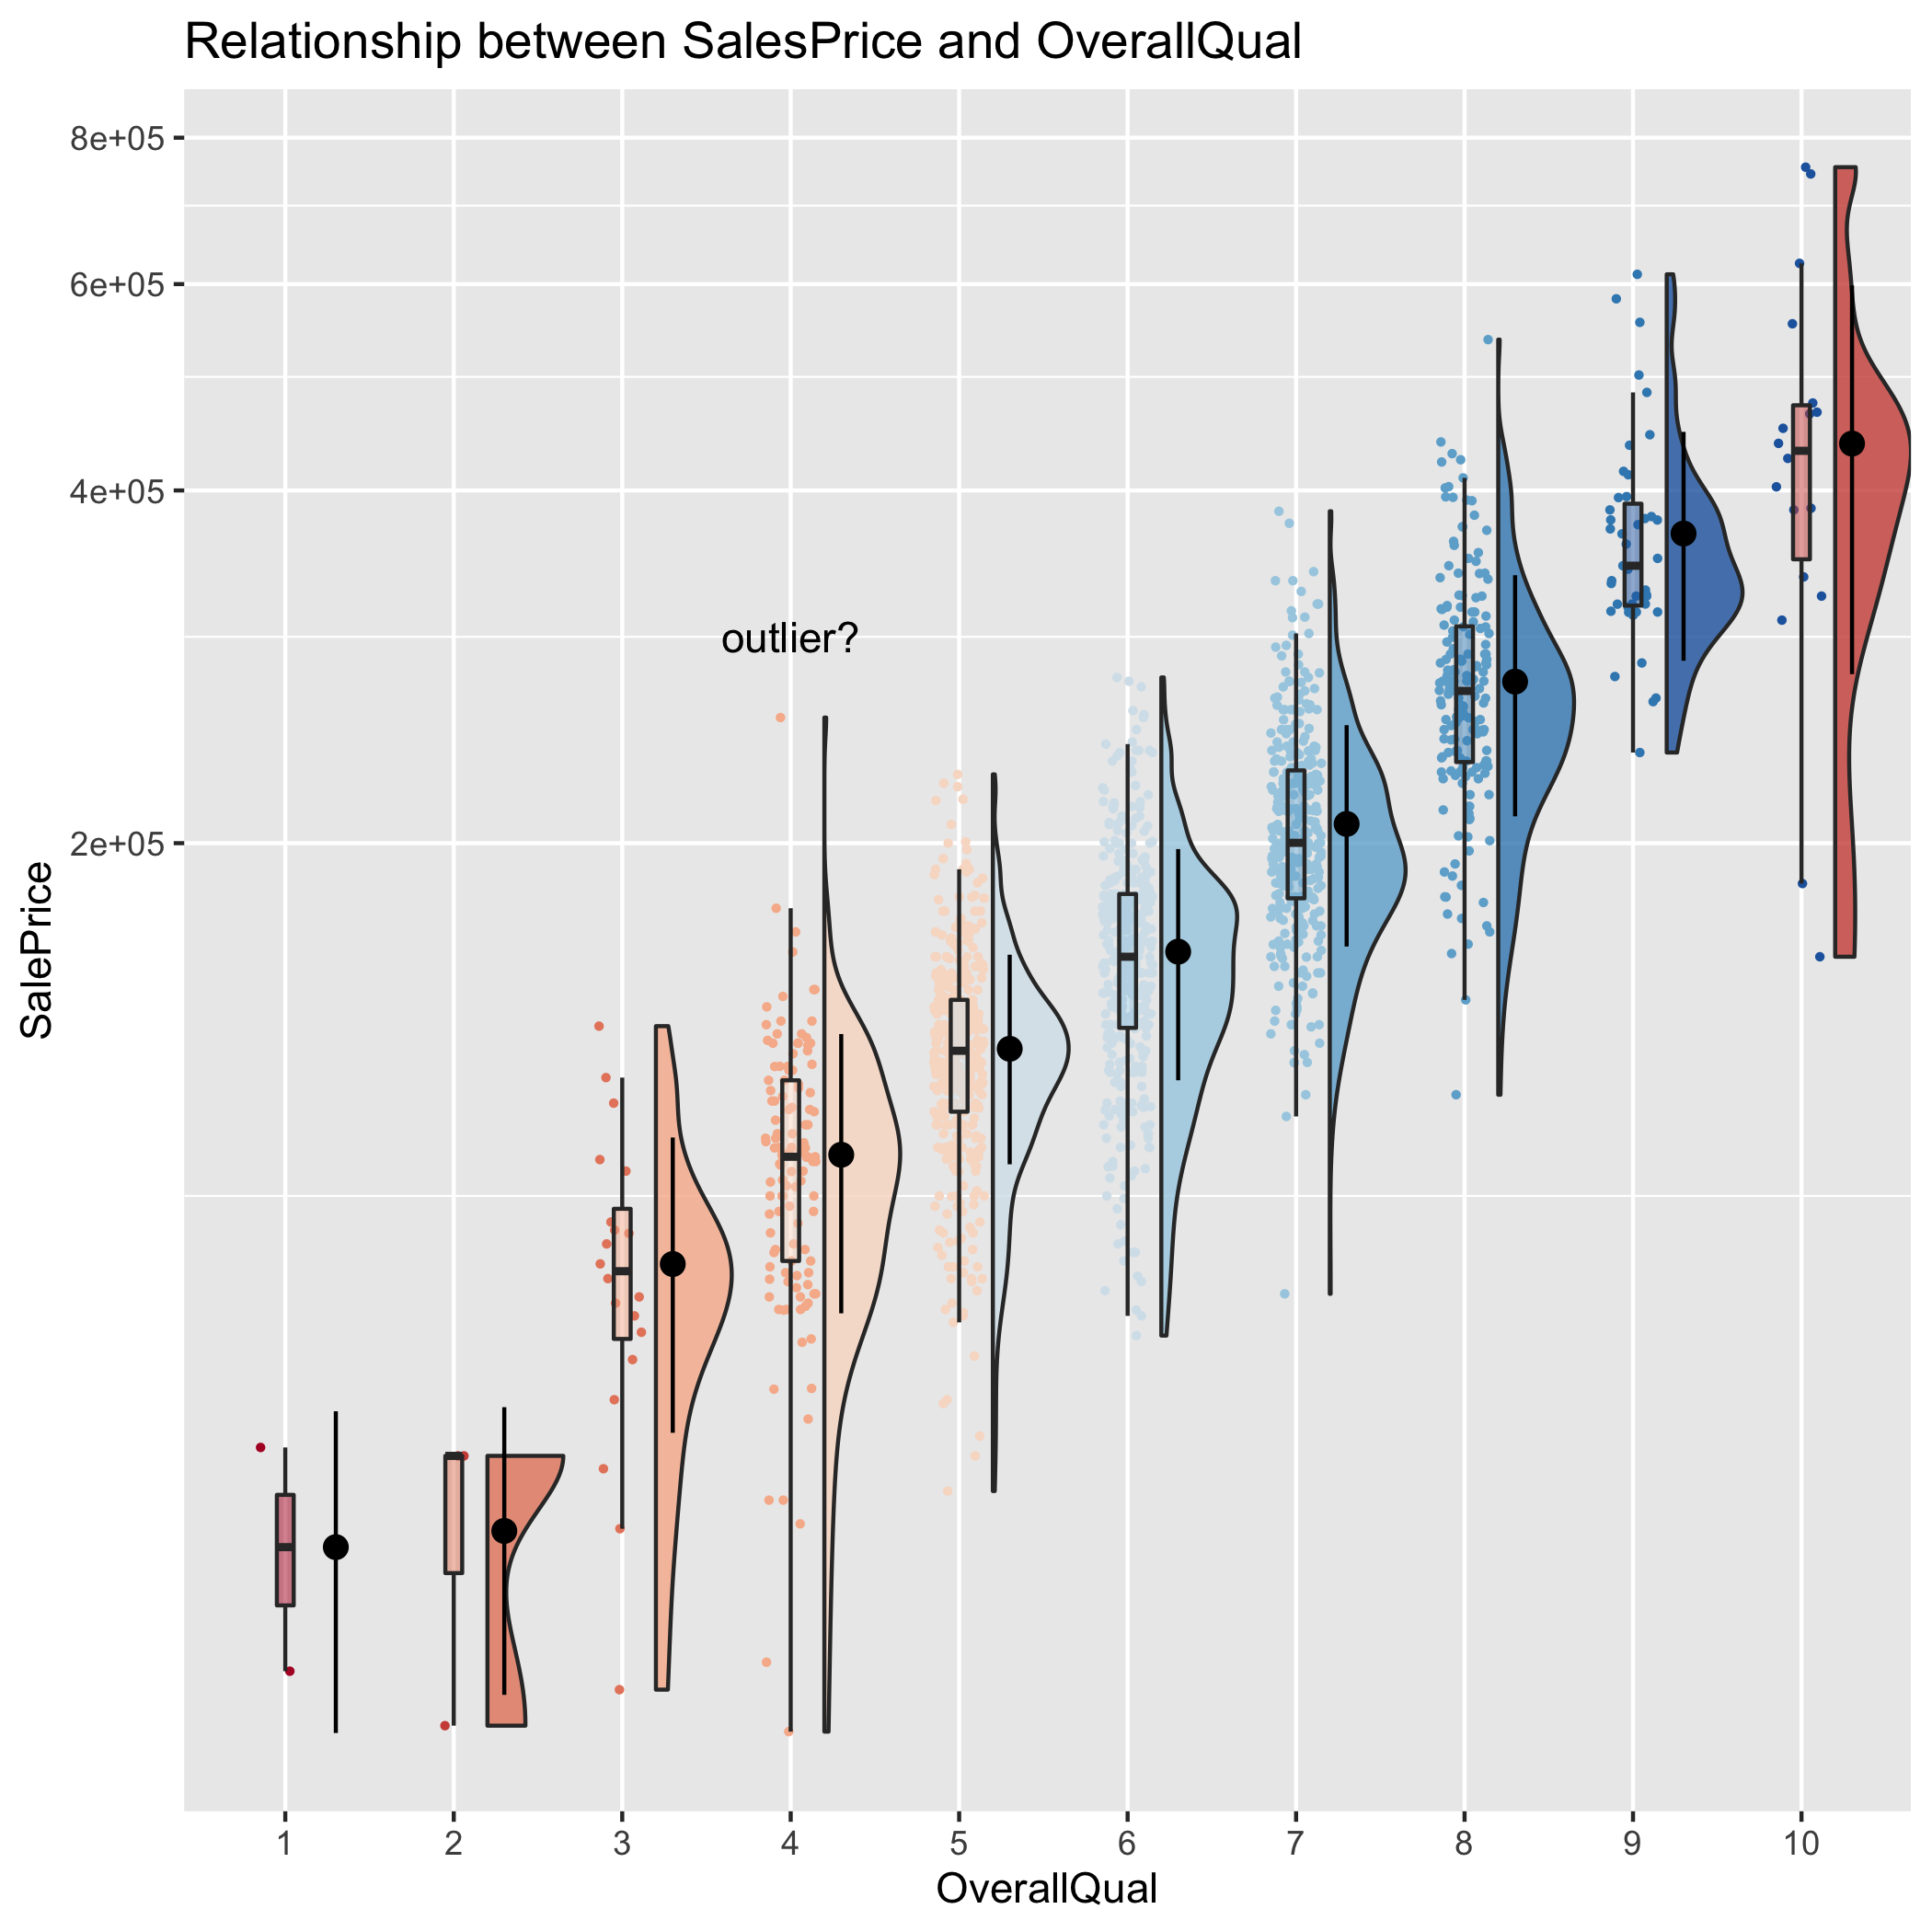 Relationship between SalesPrice and OverallQual
8e+05
6e+05
4e+05
2e+05
SalePrice
outlier?
1 2 3 4 5 6 7 8 9 10
OverallQual